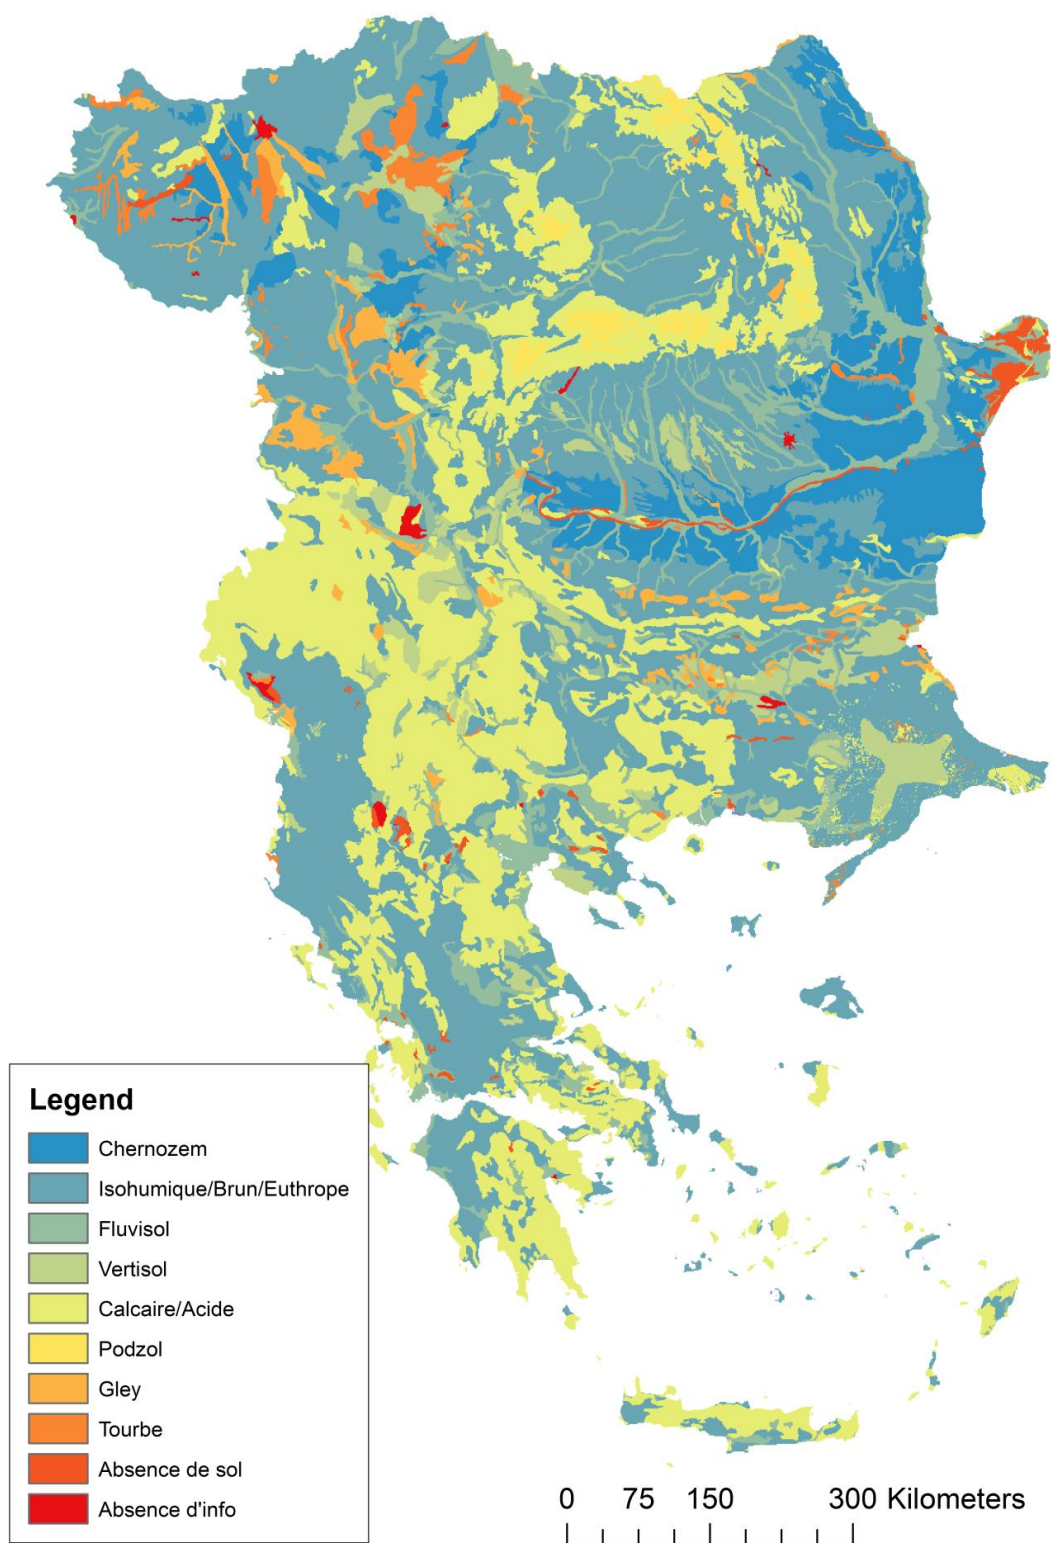 Legend
Chernozem
Isohumique/Brun/Euthrope
Fluvisol
Vertisol
Calcaire/Acide
Podzol
Gley
Tourbe
Absence de sol
Absence d'info
0 75 150 300 Kilometers